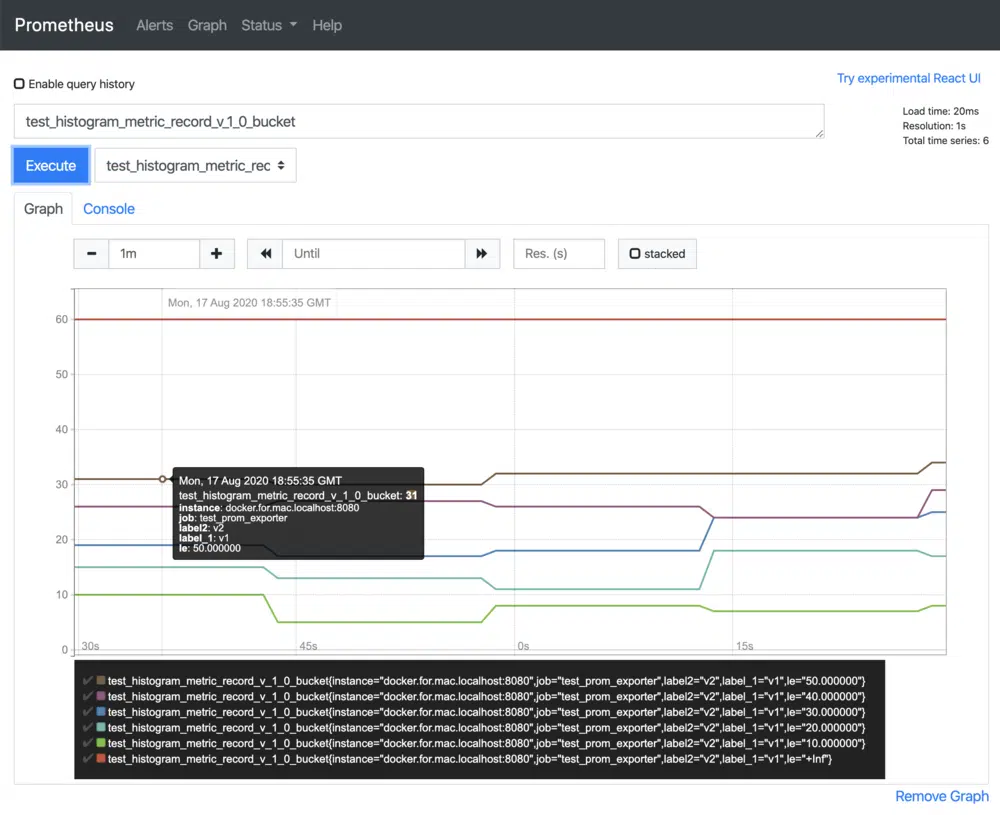 Prometheus Alerts Graph Status Help
Enable query history
Try experimental React UI
test_histogram_metric_record_v_1_0_bucket
Load time: 20ms
Resolution: 1s
Total time series: 6
Execute test_histogram_metric_rec
Graph Console
− 1m + Until Res. (s) stacked
Mon, 17 Aug 2020 18:55:35 GMT
60
50
40
30
20
10
0
Mon, 17 Aug 2020 18:55:35 GMT
test_histogram_metric_record_v_1_0_bucket: 31
instance: docker.for.mac.localhost:8080
job: test_prom_exporter
label2: v2
label_1: v1
le: 50.000000
30s 45s 0s 15s
test_histogram_metric_record_v_1_0_bucket{instance="docker.for.mac.localhost:8080",job="test_prom_exporter",label2="v2",label_1="v1",le="50.000000"}
test_histogram_metric_record_v_1_0_bucket{instance="docker.for.mac.localhost:8080",job="test_prom_exporter",label2="v2",label_1="v1",le="40.000000"}
test_histogram_metric_record_v_1_0_bucket{instance="docker.for.mac.localhost:8080",job="test_prom_exporter",label2="v2",label_1="v1",le="30.000000"}
test_histogram_metric_record_v_1_0_bucket{instance="docker.for.mac.localhost:8080",job="test_prom_exporter",label2="v2",label_1="v1",le="20.000000"}
test_histogram_metric_record_v_1_0_bucket{instance="docker.for.mac.localhost:8080",job="test_prom_exporter",label2="v2",label_1="v1",le="10.000000"}
test_histogram_metric_record_v_1_0_bucket{instance="docker.for.mac.localhost:8080",job="test_prom_exporter",label2="v2",label_1="v1",le="+Inf"}
Remove Graph